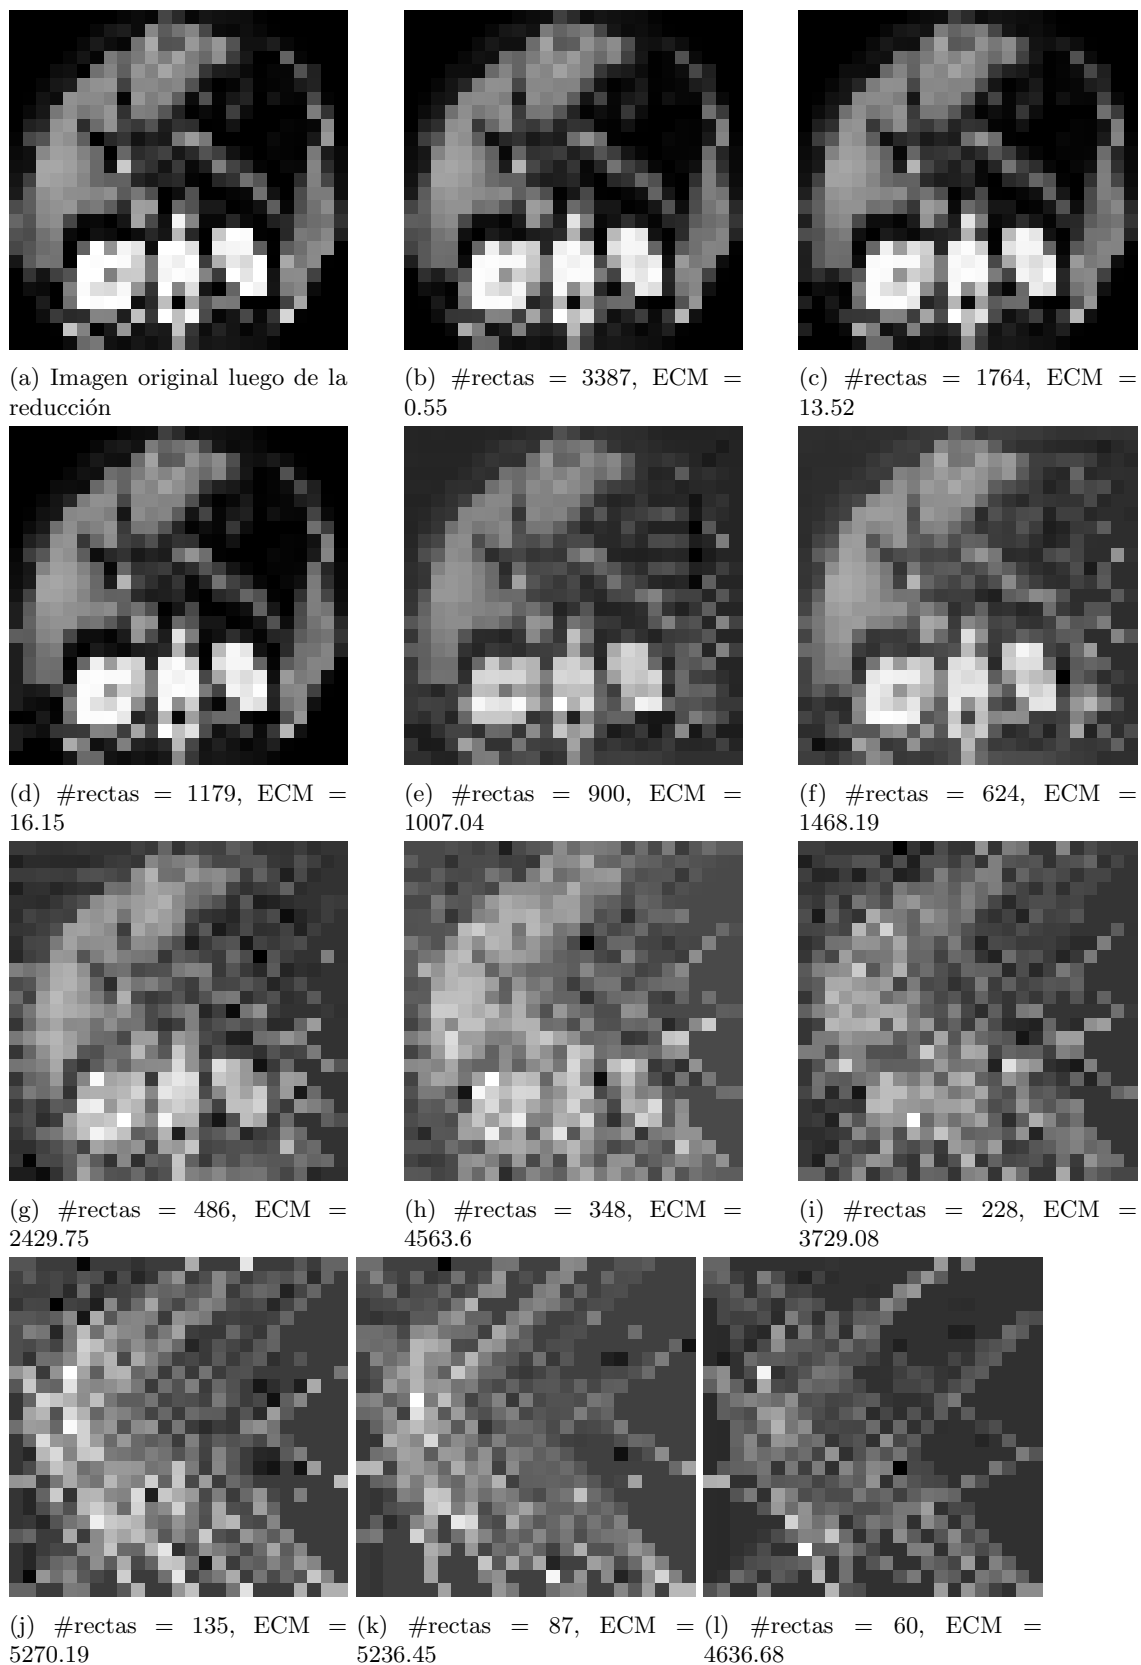 (a) Imagen original luego de la
reducción
(b) #rectas = 3387, ECM =
0.55
(c) #rectas = 1764, ECM =
13.52
(d) #rectas = 1179, ECM =
16.15
(e) #rectas = 900, ECM =
1007.04
(f) #rectas = 624, ECM =
1468.19
(g) #rectas = 486, ECM =
2429.75
(h) #rectas = 348, ECM =
4563.6
(i) #rectas = 228, ECM =
3729.08
(j) #rectas = 135, ECM =
5270.19
(k) #rectas = 87, ECM =
5236.45
(l) #rectas = 60, ECM =
4636.68